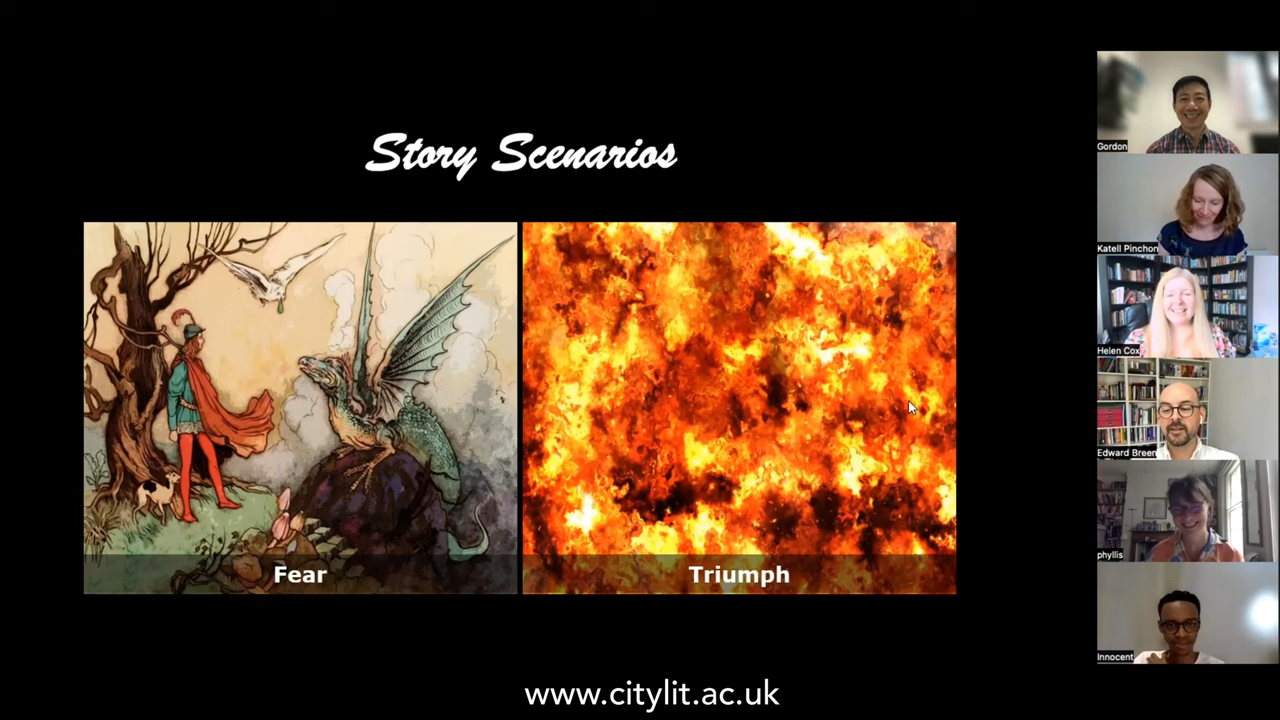 Story Scenarios
Fear
Triumph
www.citylit.ac.uk
Gordon
Katell Pinchon
Helen Cox
Edward Breen
phyllis
Innocent